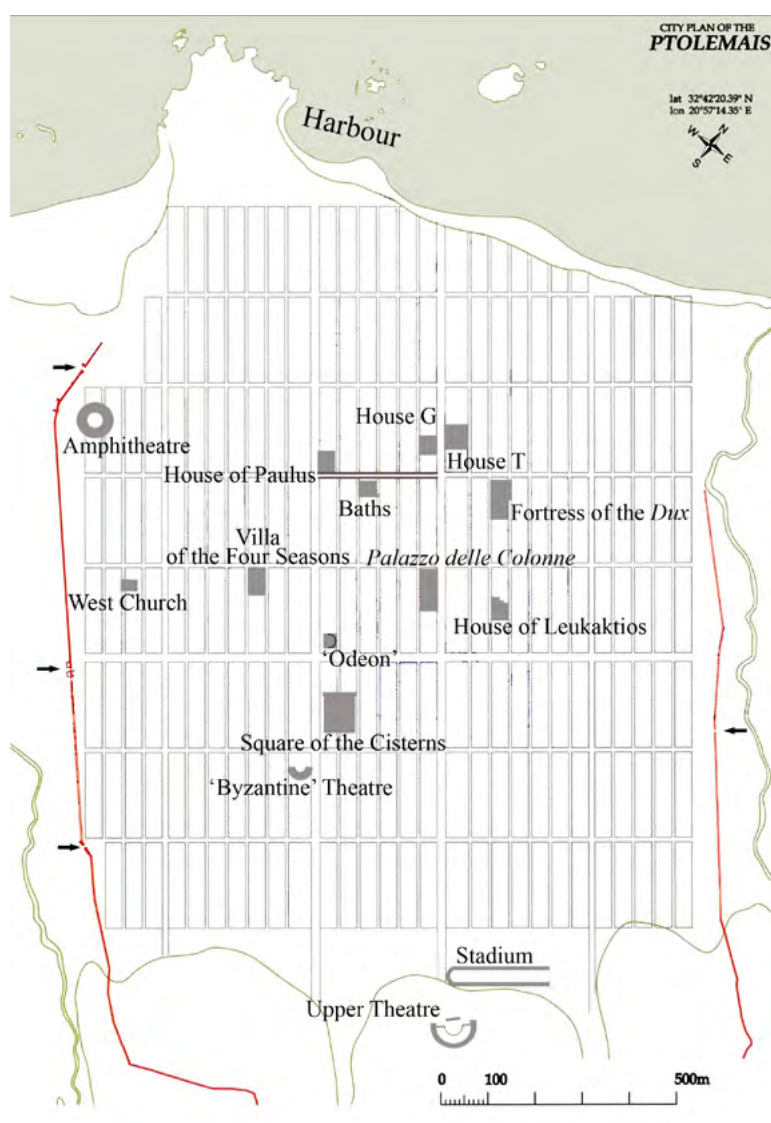 CITY PLAN OF THE
PTOLEMAIS
lat 32°42'20.39" N
lon 20°57'14.35" E
N
W
E
S
Harbour
House G
Amphitheatre
House T
House of Paulus
Baths
Fortress of the Dux
Villa
of the Four Seasons
Palazzo delle Colonne
West Church
House of Leukaktios
'Odeon'
Square of the Cisterns
'Byzantine' Theatre
Stadium
Upper Theatre
0 100 500m